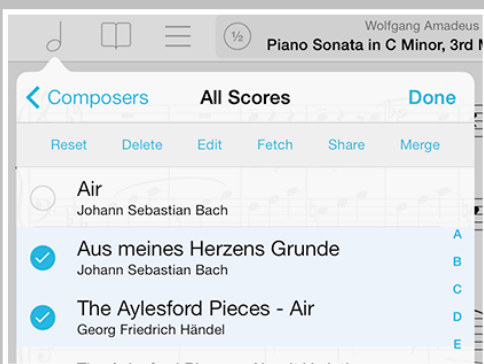 ½
Wolfgang Amadeus
Piano Sonata in C Minor, 3rd
Composers All Scores Done
Reset Delete Edit Fetch Share Merge
Air
Johann Sebastian Bach
Aus meines Herzens Grunde
Johann Sebastian Bach
The Aylesford Pieces - Air
Georg Friedrich Händel
A
B
C
D
E